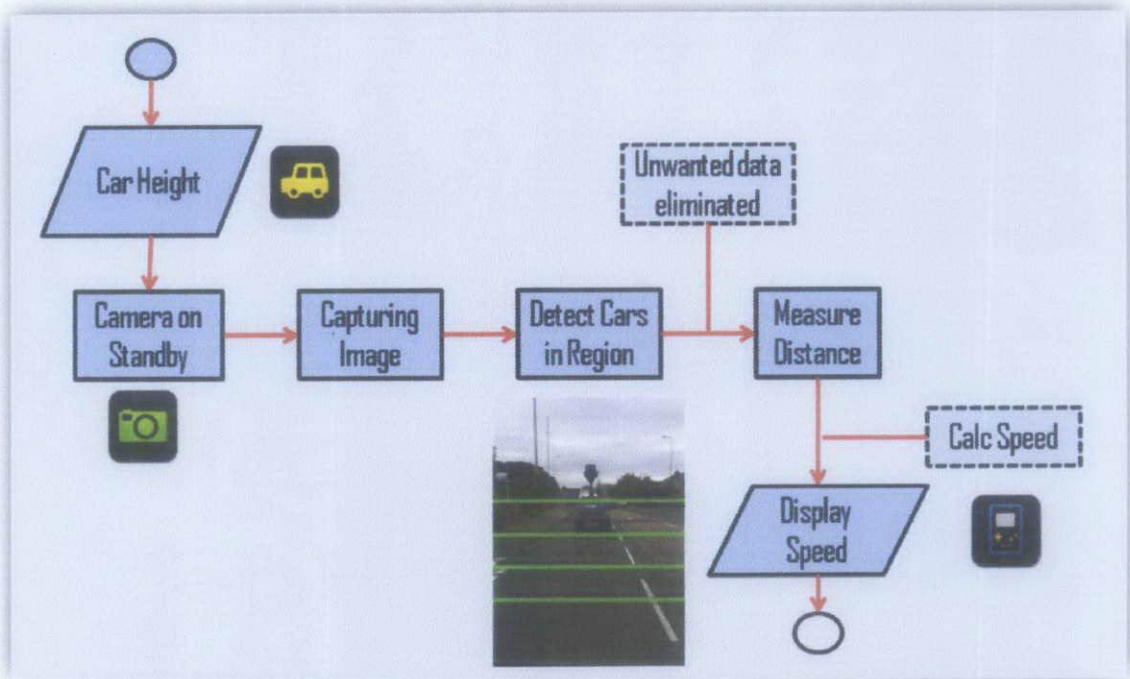 Car Height
Unwanted data
eliminated
Camera on
Standby
Capturing
Image
Detect Cars
in Region
Measure
Distance
Calc Speed
Display
Speed